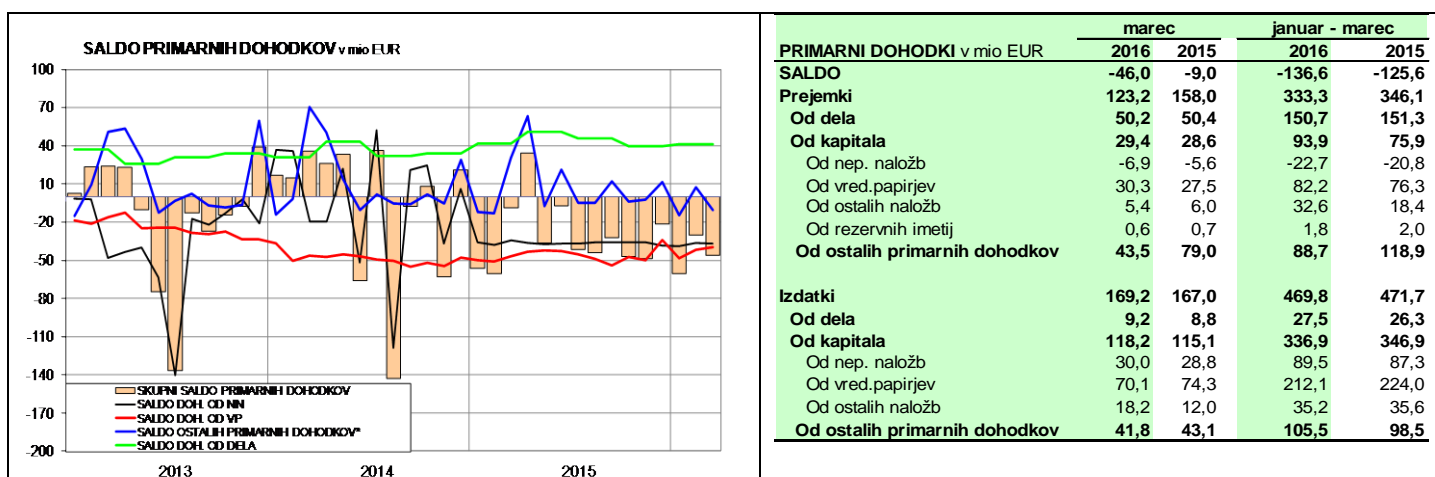 SALDO PRIMARNIH DOHODKOV v mio EUR
100
70
40
10
-20
-50
-80
-110
-140
-170
-200
SKUPNI SALDO PRIMARNIH DOHODKOV
SALDO DOH. OD NN
SALDO DOH. OD VP
SALDO OSTALIH PRIMARNIH DOHODKOV*
SALDO DOH. OD DELA
2013 2014 2015
marec januar - marec
PRIMARNI DOHODKI v mio EUR 2016 2015 2016 2015
SALDO -46,0 -9,0 -136,6 -125,6
Prejemki 123,2 158,0 333,3 346,1
Od dela 50,2 50,4 150,7 151,3
Od kapitala 29,4 28,6 93,9 75,9
Od nep. naložb -6,9 -5,6 -22,7 -20,8
Od vred.papirjev 30,3 27,5 82,2 76,3
Od ostalih naložb 5,4 6,0 32,6 18,4
Od rezervnih imetij 0,6 0,7 1,8 2,0
Od ostalih primarnih dohodkov 43,5 79,0 88,7 118,9
Izdatki 169,2 167,0 469,8 471,7
Od dela 9,2 8,8 27,5 26,3
Od kapitala 118,2 115,1 336,9 346,9
Od nep. naložb 30,0 28,8 89,5 87,3
Od vred.papirjev 70,1 74,3 212,1 224,0
Od ostalih naložb 18,2 12,0 35,2 35,6
Od ostalih primarnih dohodkov 41,8 43,1 105,5 98,5